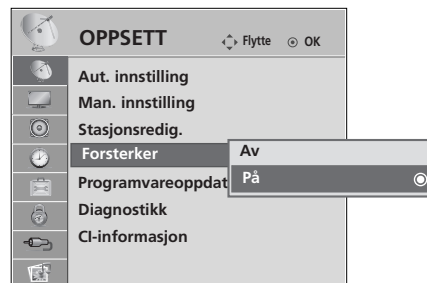 OPPSETT Flytte OK
Aut. innstilling
Man. innstilling
Stasjonsredig.
Forsterker Av
Programvareoppdat På
Diagnostikk
CI-informasjon